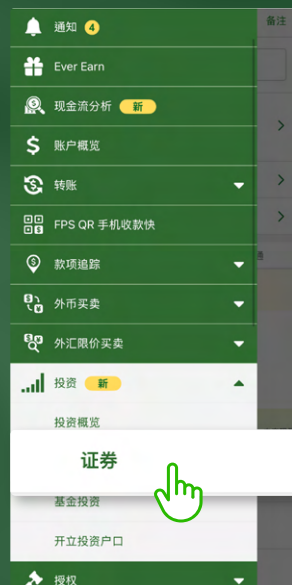 备注
通知 4
Ever Earn
现金流分析 新
账户概览
转账
FPS QR 手机收款快
款项追踪
外币买卖
外汇限价买卖
投资 新
投资概览
证券
基金投资
开立投资户口
授权